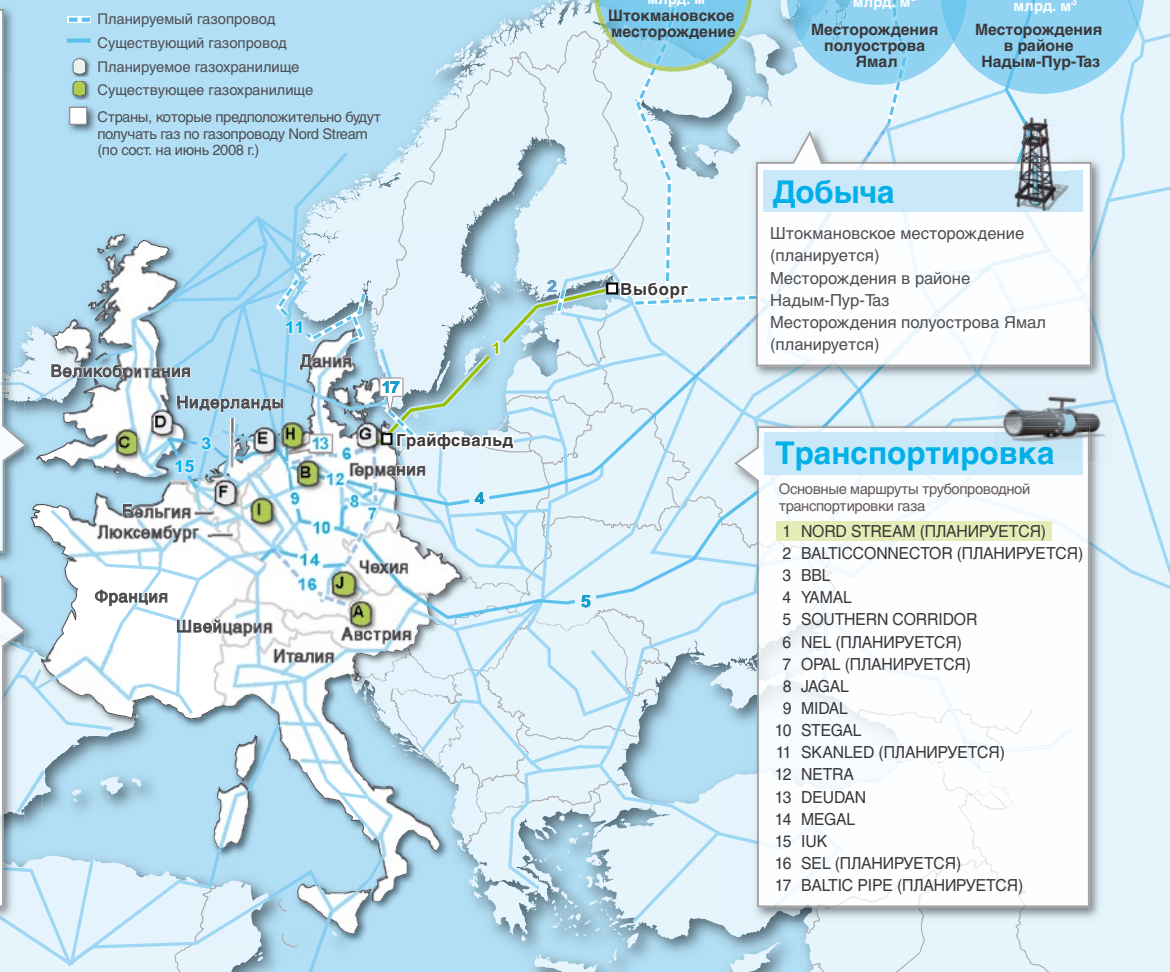 Планируемый газопровод
Существующий газопровод
Планируемое газохранилище
Существующее газохранилище
Страны, которые предположительно будут
получать газ по газопроводу Nord Stream
(по сост. на июнь 2008 г.)
млрд. м³
Штокмановское
месторождение
млрд. м³
Месторождения
полуострова
Ямал
млрд. м³
Месторождения
в районе
Надым-Пур-Таз
Добыча
Штокмановское месторождение
(планируется)
Месторождения в районе
Надым-Пур-Таз
Месторождения полуострова Ямал
(планируется)
2
Выборг
11
1
Дания
Великобритания
17
Нидерланды
D
C
3
E
H
13
G
Грайфсвальд
6
15
B
Германия
12
F
9
8
4
I
7
Бельгия
10
Люксембург
14
Чехия
16
J
Франция
5
A
Швейцария
Австрия
Италия
Транспортировка
Основные маршруты трубопроводной
транспортировки газа
1 NORD STREAM (ПЛАНИРУЕТСЯ)
2 BALTICCONNECTOR (ПЛАНИРУЕТСЯ)
3 BBL
4 YAMAL
5 SOUTHERN CORRIDOR
6 NEL (ПЛАНИРУЕТСЯ)
7 OPAL (ПЛАНИРУЕТСЯ)
8 JAGAL
9 MIDAL
10 STEGAL
11 SKANLED (ПЛАНИРУЕТСЯ)
12 NETRA
13 DEUDAN
14 MEGAL
15 IUK
16 SEL (ПЛАНИРУЕТСЯ)
17 BALTIC PIPE (ПЛАНИРУЕТСЯ)